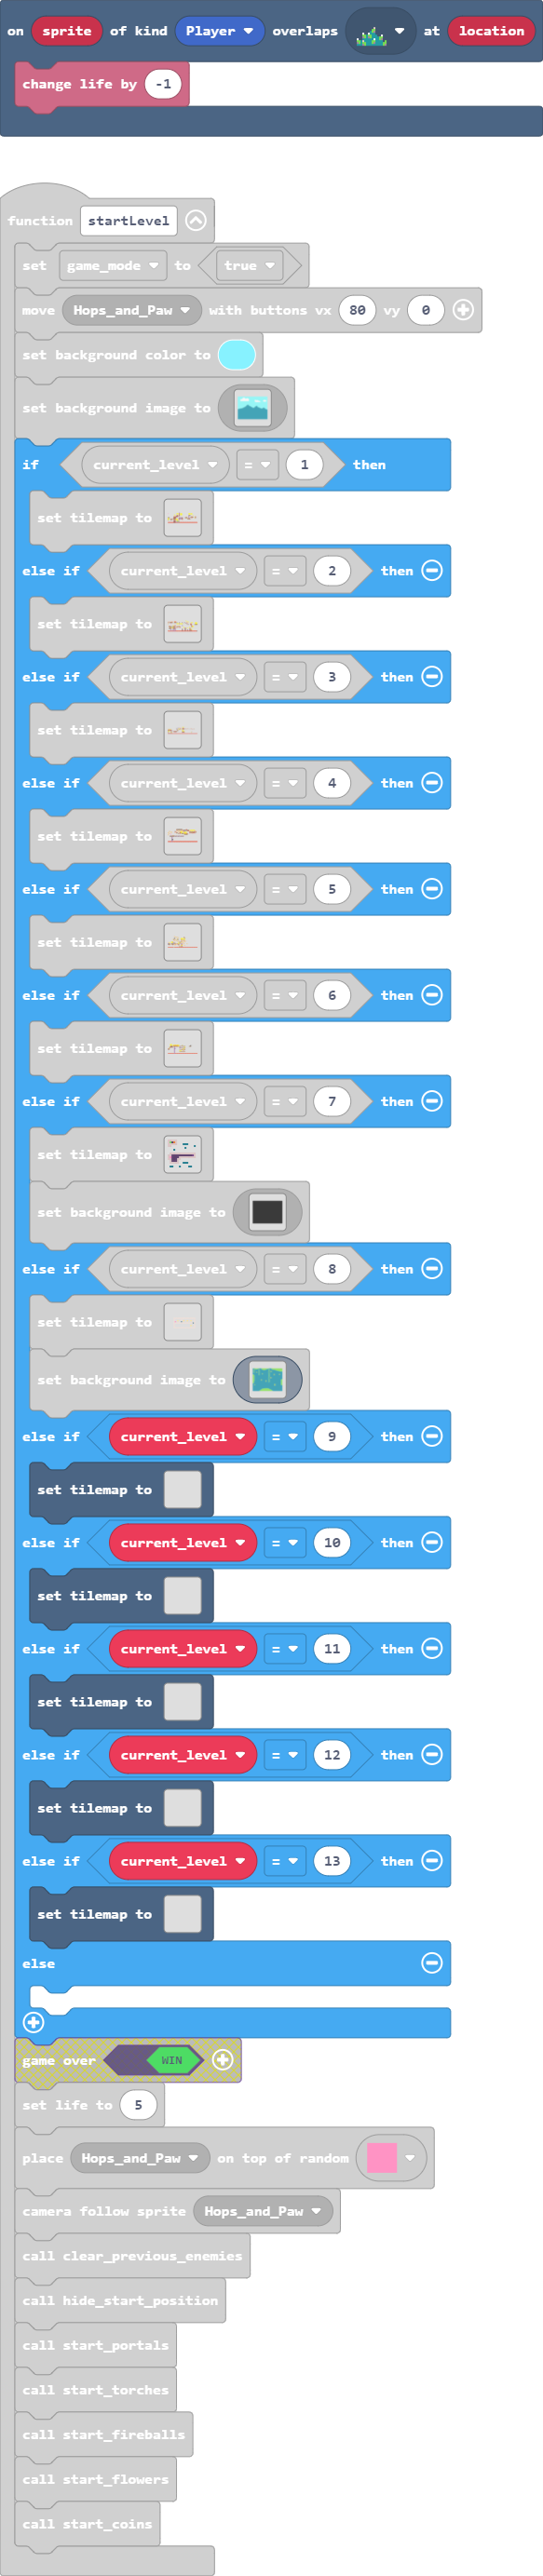 on sprite of kind Player overlaps at location
change life by -1
function startLevel
set game_mode to true
move Hops_and_Paw with buttons vx 80 vy 0
set background color to
set background image to
if current_level = 1 then
set tilemap to
else if current_level = 2 then
set tilemap to
else if current_level = 3 then
set tilemap to
else if current_level = 4 then
set tilemap to
else if current_level = 5 then
set tilemap to
else if current_level = 6 then
set tilemap to
else if current_level = 7 then
set tilemap to
set background image to
else if current_level = 8 then
set tilemap to
set background image to
else if current_level = 9 then
set tilemap to
else if current_level = 10 then
set tilemap to
else if current_level = 11 then
set tilemap to
else if current_level = 12 then
set tilemap to
else if current_level = 13 then
set tilemap to
else
game over WIN
set life to 5
place Hops_and_Paw on top of random
camera follow sprite Hops_and_Paw
call clear_previous_enemies
call hide_start_position
call start_portals
call start_torches
call start_fireballs
call start_flowers
call start_coins